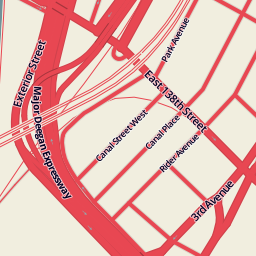 Park Avenue
Exterior Street
East 138th Street
Major Deegan Expressway
Canal Street West
Canal Place
Rider Avenue
3rd Avenue